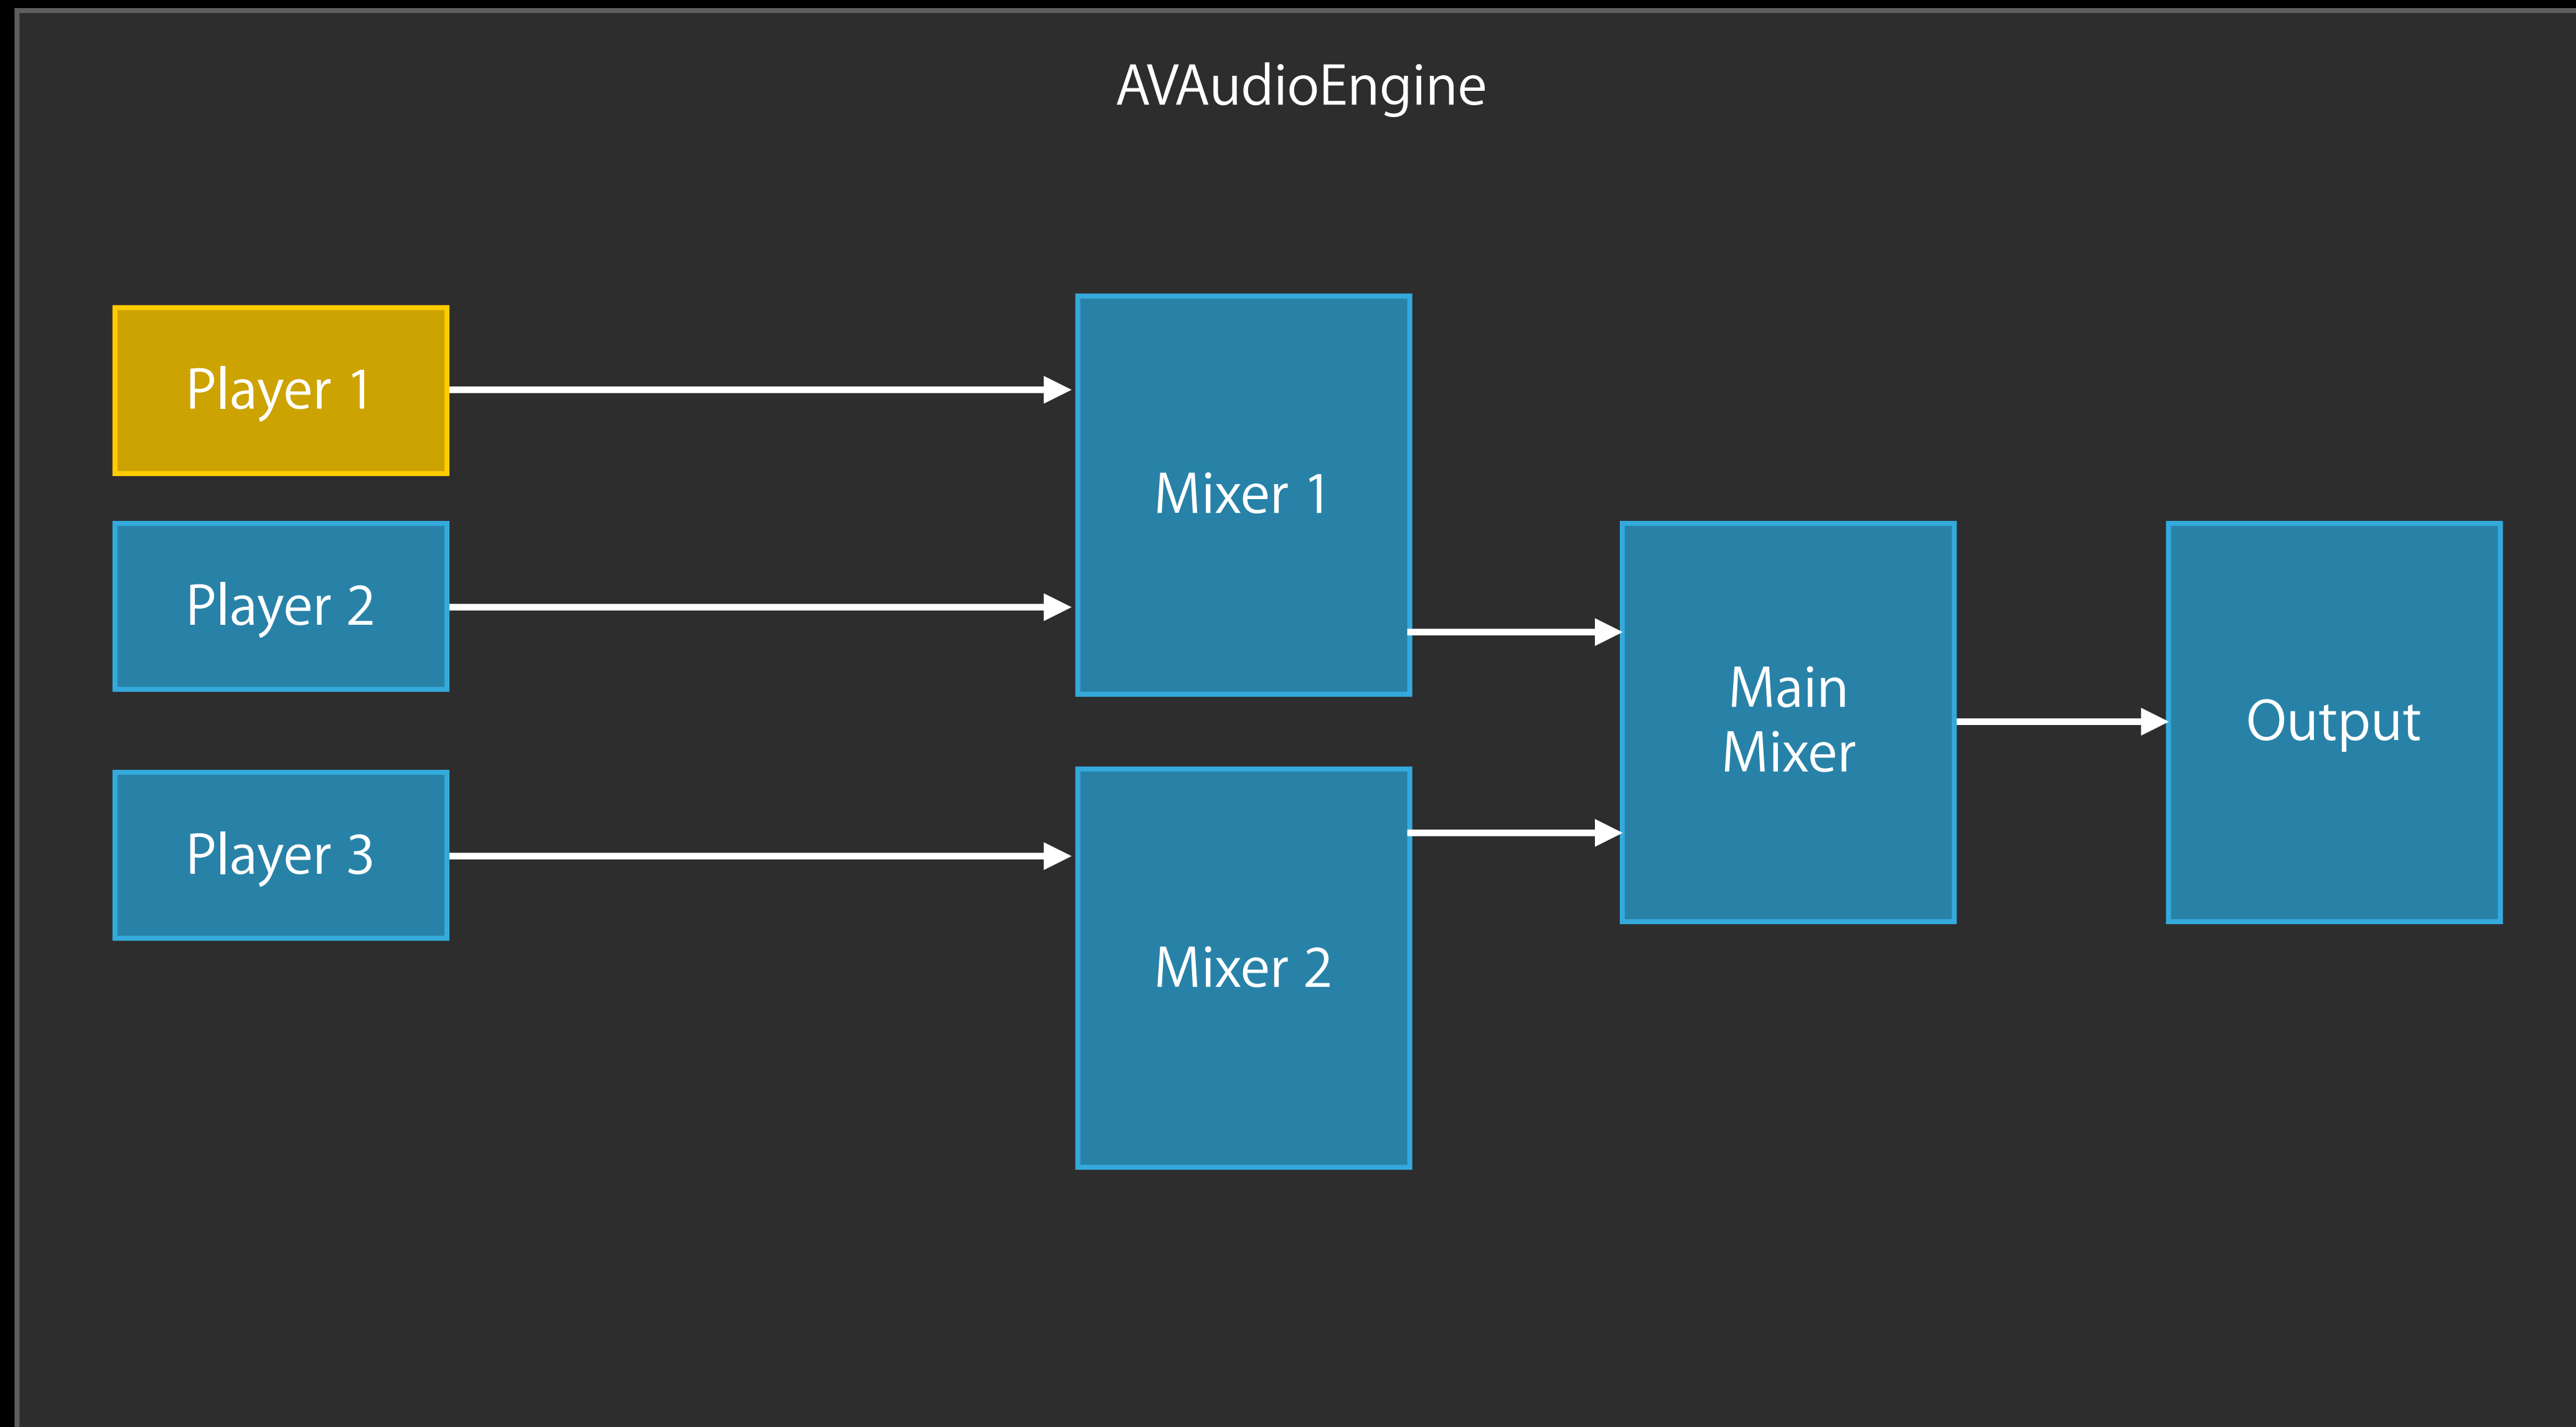 AVAudioEngine
Player 1
Player 2
Player 3
Mixer 1
Mixer 2
Main
Mixer
Output